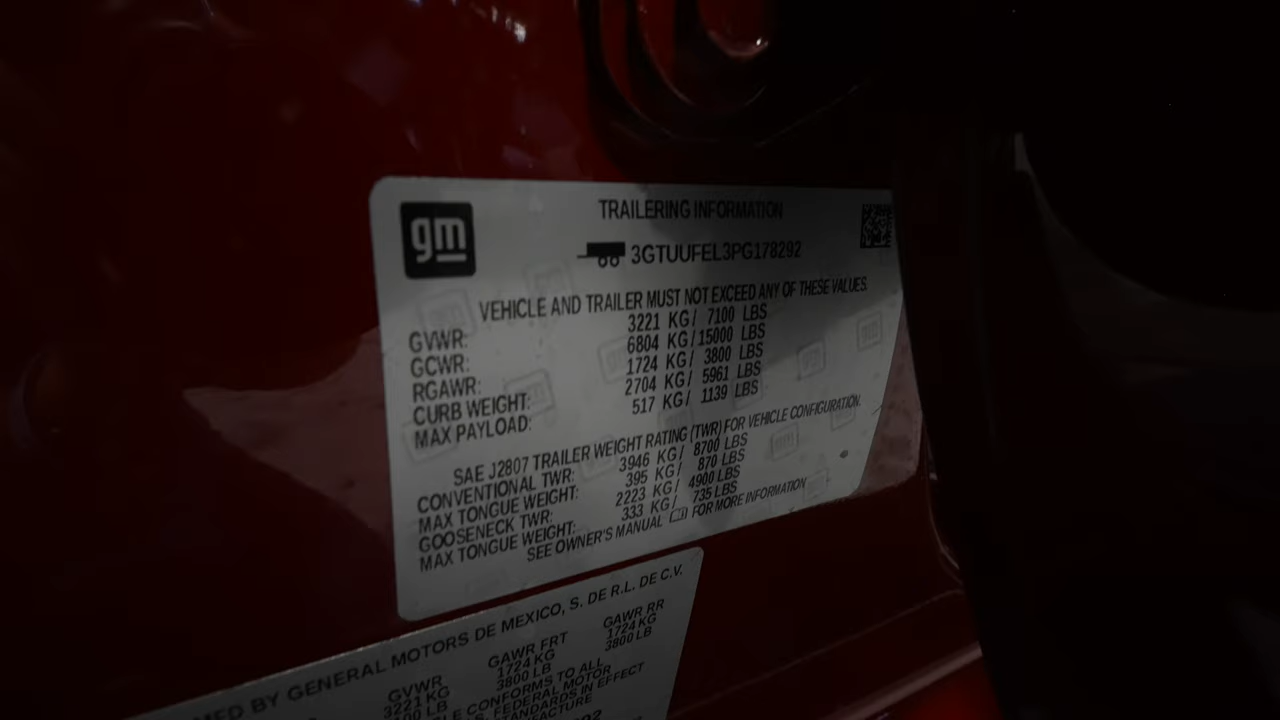 gm
TRAILERING INFORMATION
3GTUUFEL3PG178292
VEHICLE AND TRAILER MUST NOT EXCEED ANY OF THESE VALUES.
GVWR: 3221 KG/ 7100 LBS
GCWR: 6804 KG/ 15000 LBS
RGAWR: 1724 KG/ 3800 LBS
CURB WEIGHT: 2704 KG/ 5961 LBS
MAX PAYLOAD: 517 KG/ 1139 LBS
SAE J2807 TRAILER WEIGHT RATING (TWR) FOR VEHICLE CONFIGURATION.
CONVENTIONAL TWR: 3946 KG/ 8700 LBS
MAX TONGUE WEIGHT: 395 KG/ 870 LBS
GOOSENECK TWR: 2223 KG/ 4900 LBS
MAX TONGUE WEIGHT: 333 KG/ 735 LBS
SEE OWNER'S MANUAL FOR MORE INFORMATION
BY GENERAL MOTORS DE MEXICO, S. DE R.L. DE C.V.
GVWR GAWR FRT GAWR RR
3221 KG 1724 KG 1724 KG
3800 LB 3800 LB
CONFORMS TO ALL
FEDERAL MOTOR
STANDARDS IN EFFECT